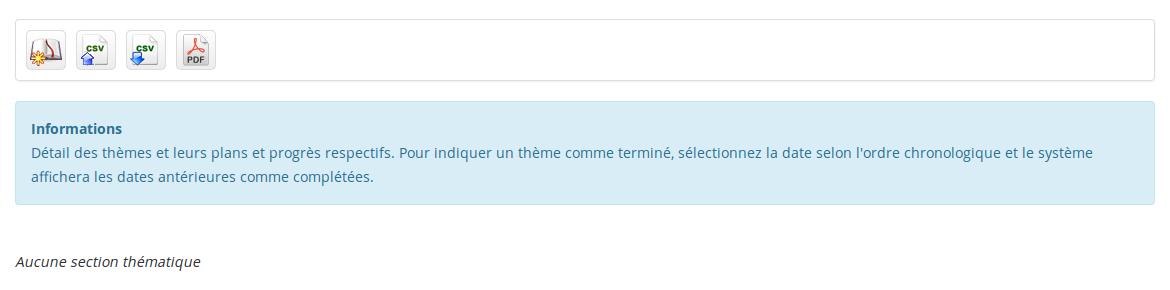 CSV CSV PDF
Informations
Détail des thèmes et leurs plans et progrès respectifs. Pour indiquer un thème comme terminé, sélectionnez la date selon l'ordre chronologique et le système
affichera les dates antérieures comme complétées.
Aucune section thématique